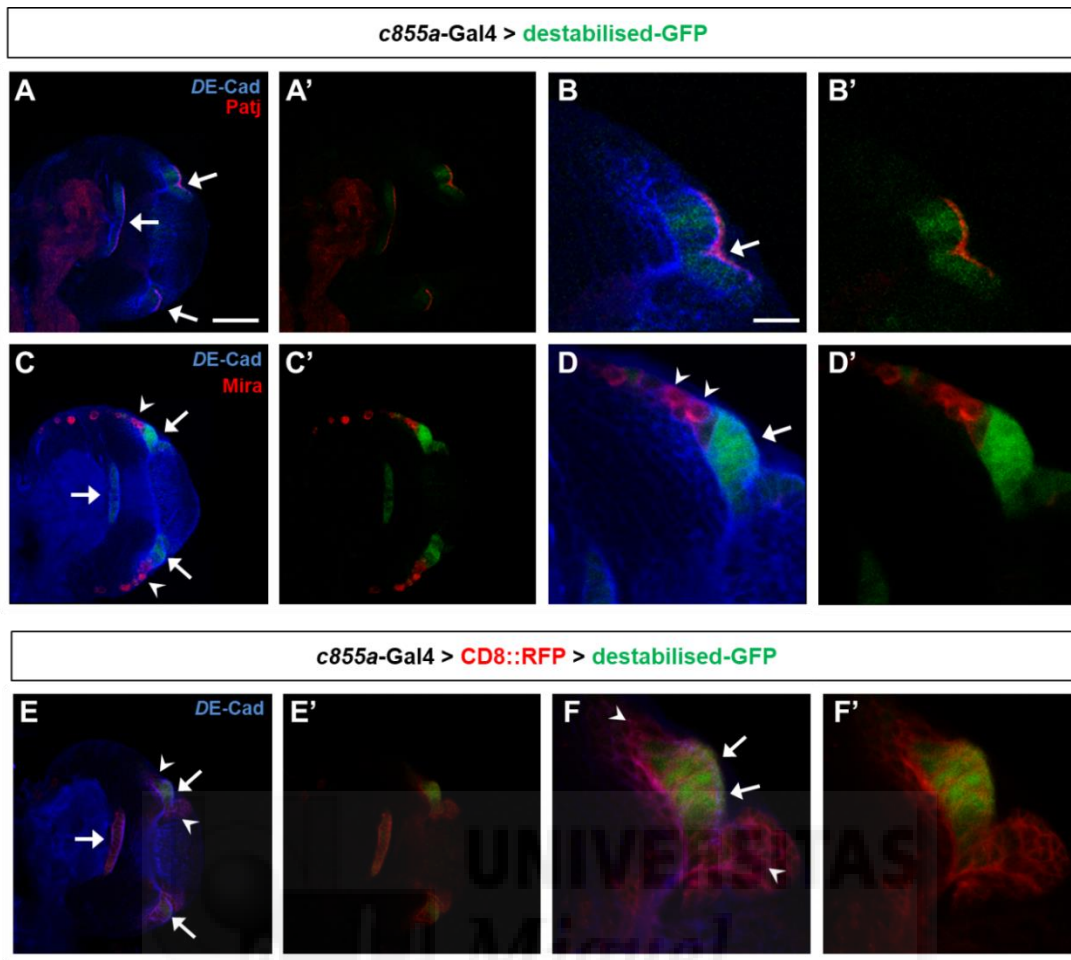 c855a-Gal4 > destabilised-GFP
A DE-Cad
Patj
A’
B
B’
C DE-Cad
Mira
C’
D
D’
c855a-Gal4 > CD8::RFP > destabilised-GFP
E DE-Cad
E’
F
F’
UNIVERSITAS
Miguel